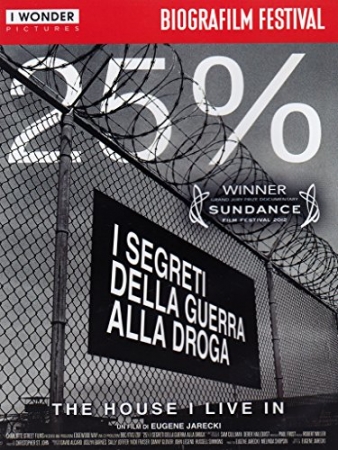 I WONDER
PICTURES
BIOGRAFILM FESTIVAL
25%
WINNER
GRAND JURY PRIZE DOCUMENTARY
SUNDANCE
FILM FESTIVAL 2012
I SEGRETI
DELLA GUERRA
ALLA DROGA
THE HOUSE I LIVE IN
UN FILM DI EUGENE JARECKI